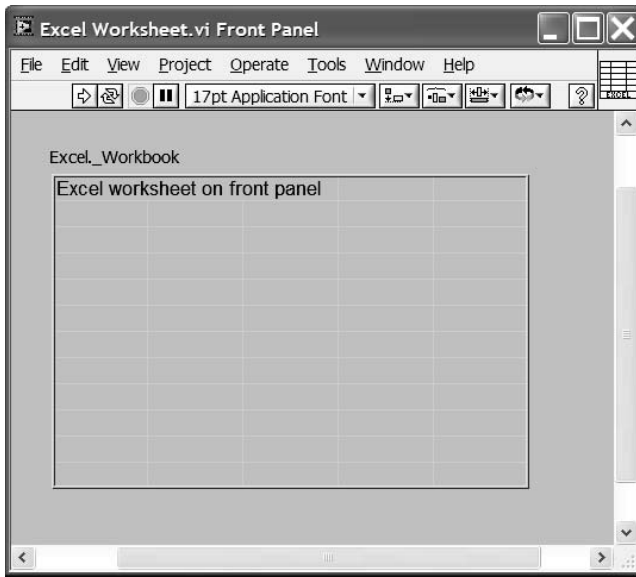 Excel Worksheet.vi Front Panel
File Edit View Project Operate Tools Window Help
17pt Application Font
EXCEL
Excel._Workbook
Excel worksheet on front panel